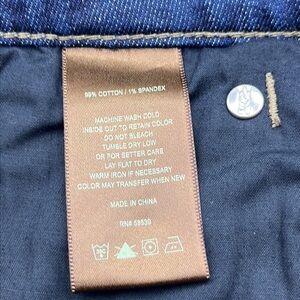 99% COTTON / 1% SPANDEX
MACHINE WASH COLD
INSIDE OUT TO RETAIN COLOR
DO NOT BLEACH
TUMBLE DRY LOW
OR FOR BETTER CARE
LAY FLAT TO DRY
WARM IRON IF NECESSARY
COLOR MAY TRANSFER WHEN NEW
MADE IN CHINA
RN# 58539